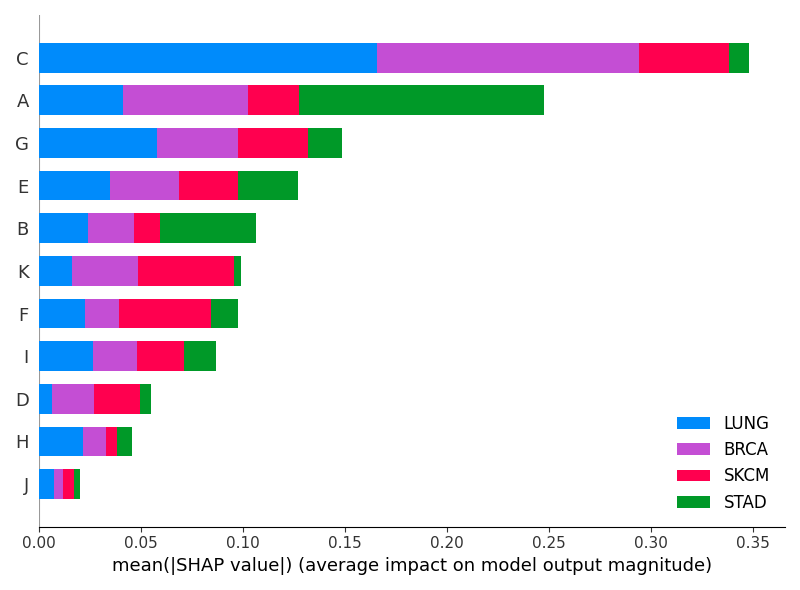 C
A
G
E
B
K
F
I
D
H
J
LUNG
BRCA
SKCM
STAD
0.00 0.05 0.10 0.15 0.20 0.25 0.30 0.35
mean(|SHAP value|) (average impact on model output magnitude)